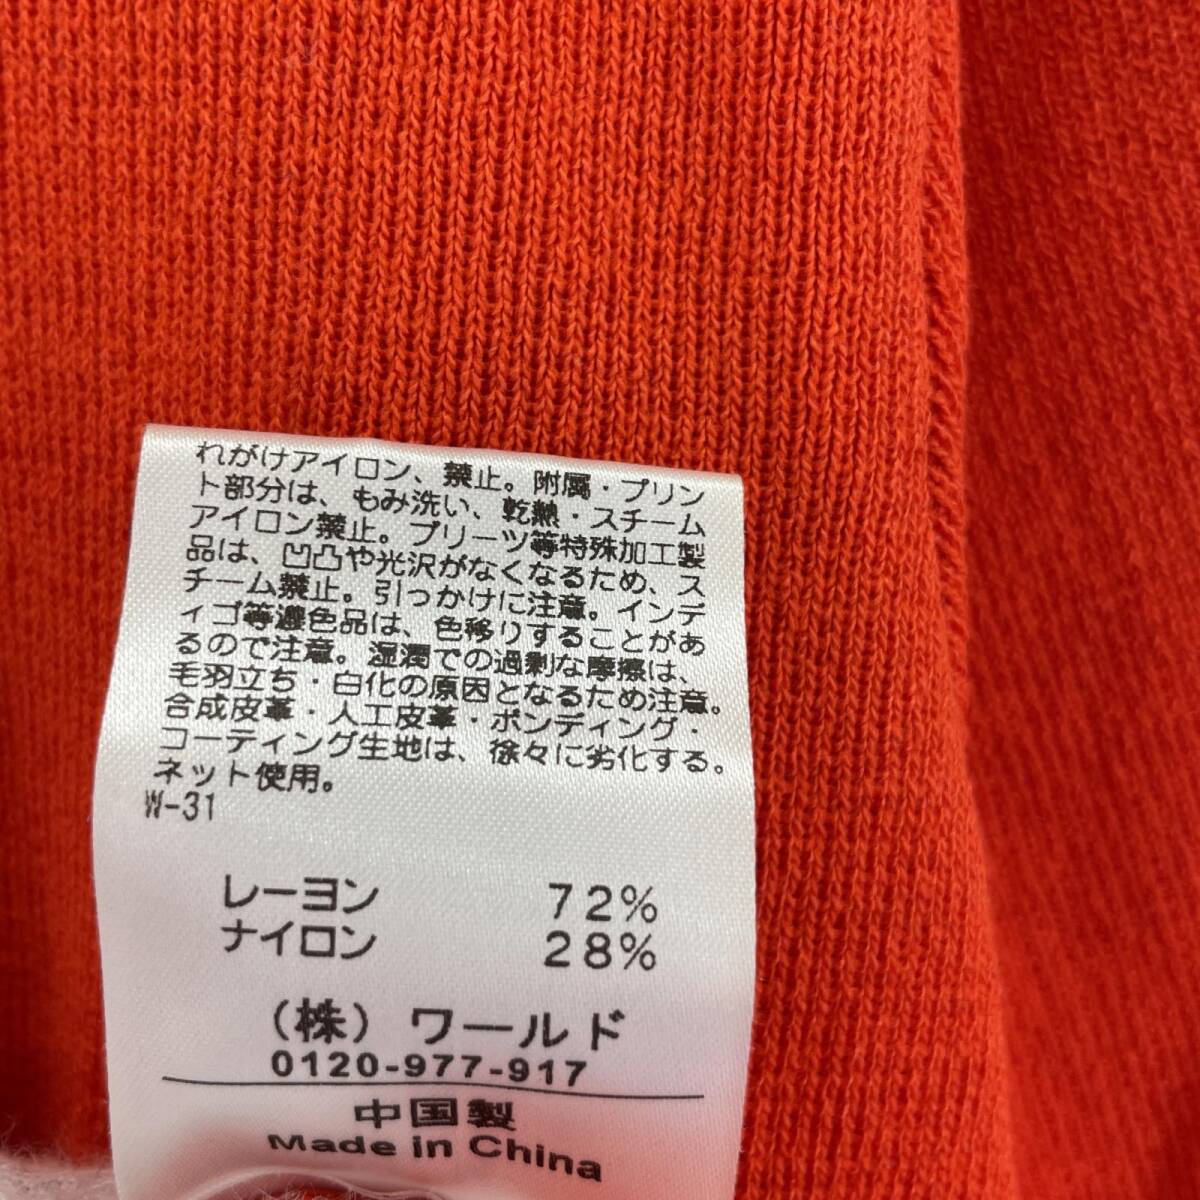 れがけアイロン、禁止。附属・プリン
ト部分は、もみ洗い、乾熱・スチーム
アイロン禁止。プリーツ等特殊加工製
品は、凹凸や光沢がなくなるため、ス
チーム禁止。引っかけに注意。インデ
ィゴ等濃色品は、色移りすることがあ
るので注意。湿潤での過剰な摩擦は、
毛羽立ち・白化の原因となるため注意。
合成皮革・人工皮革・ボンディング・
コーティング生地は、徐々に劣化する。
ネット使用。
W-31
レーヨン 72%
ナイロン 28%
（株）ワールド
0120-977-917
中国製
Made in China